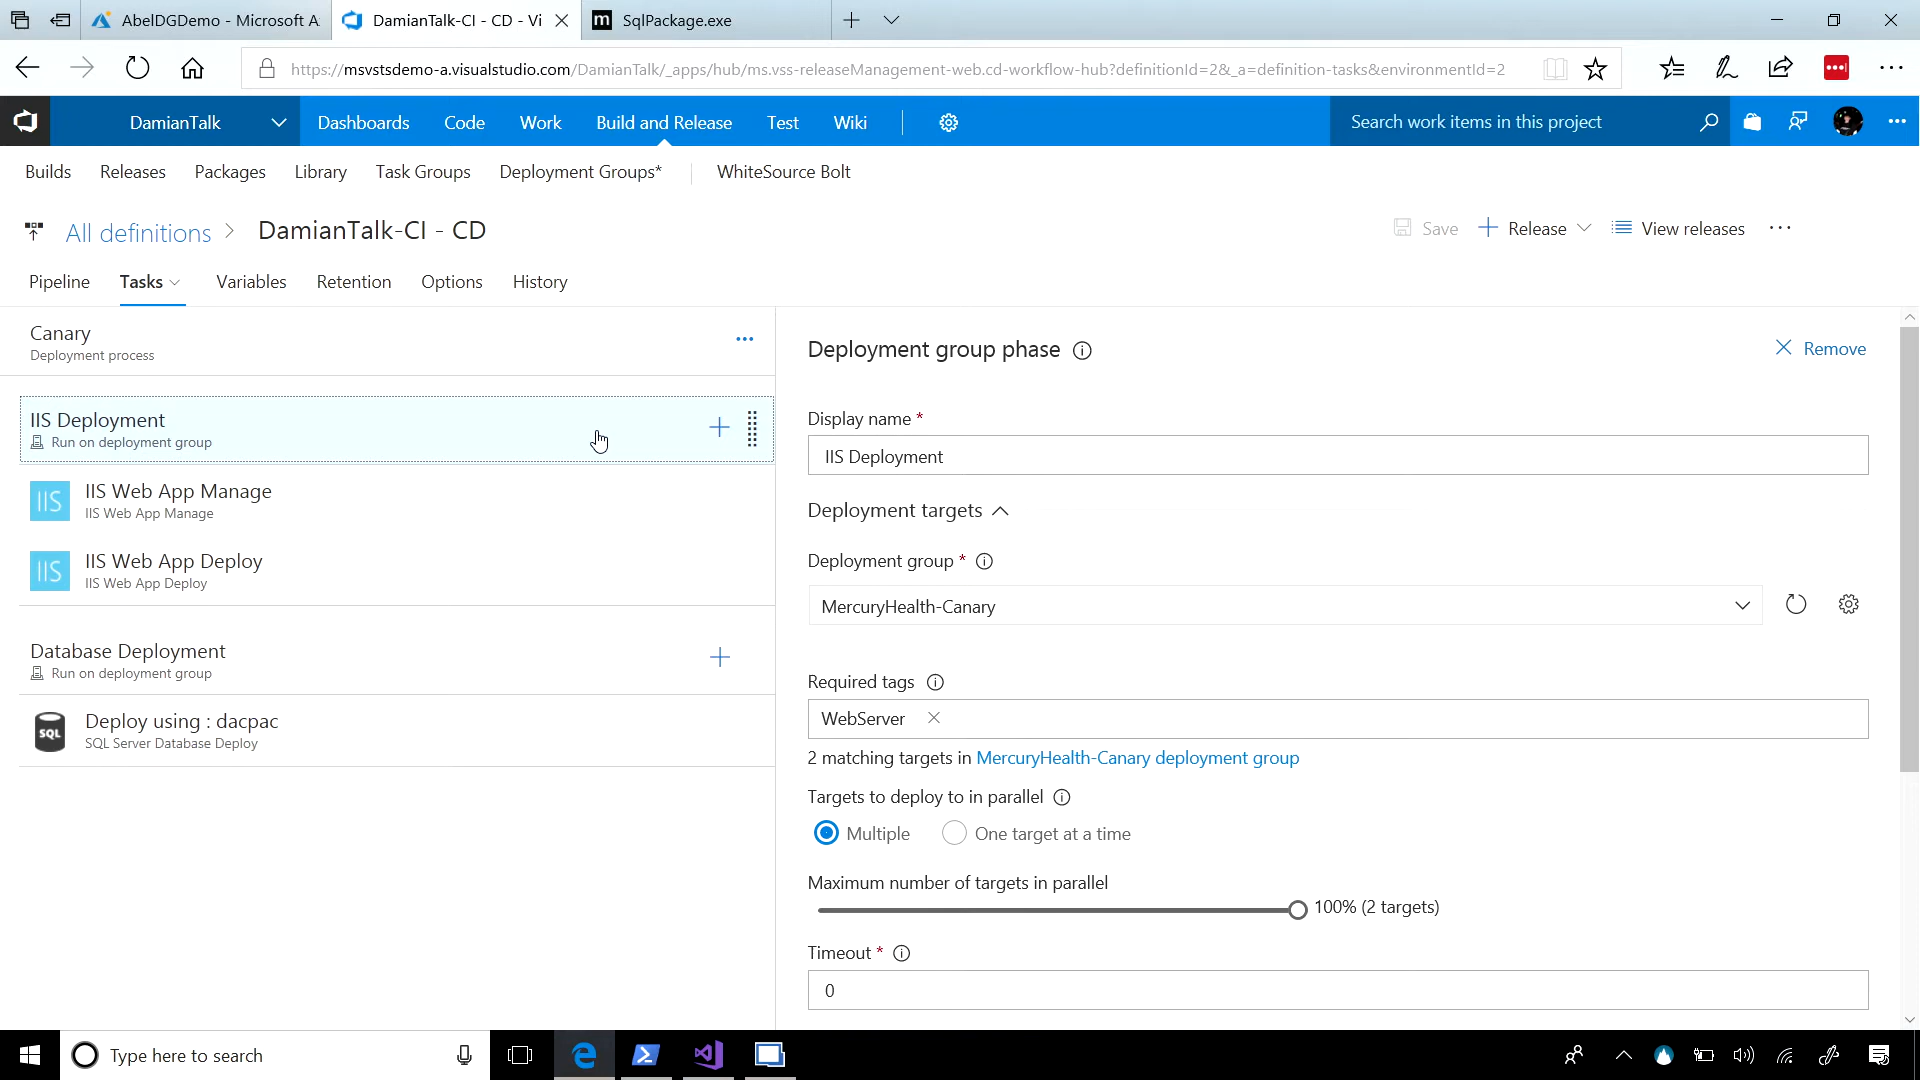 AbelDGDemo - Microsoft A
DamianTalk-CI - CD - Vi
m SqlPackage.exe
https://msvstsdemo-a.visualstudio.com/DamianTalk/_apps/hub/ms.vss-releaseManagement-web.cd-workflow-hub?definitionId=2&_a=definition-tasks&environmentId=2
DamianTalk
Dashboards Code Work Build and Release Test Wiki
Search work items in this project
Builds Releases Packages Library Task Groups Deployment Groups* WhiteSource Bolt
All definitions > DamianTalk-CI - CD
Save + Release View releases ...
Pipeline Tasks Variables Retention Options History
Canary
Deployment process
IIS Deployment
Run on deployment group
IIS IIS Web App Manage
IIS Web App Manage
IIS IIS Web App Deploy
IIS Web App Deploy
Database Deployment
Run on deployment group
SQL Deploy using : dacpac
SQL Server Database Deploy
Deployment group phase
Remove
Display name *
IIS Deployment
Deployment targets
Deployment group *
MercuryHealth-Canary
Required tags
WebServer
2 matching targets in MercuryHealth-Canary deployment group
Targets to deploy to in parallel
Multiple One target at a time
Maximum number of targets in parallel
100% (2 targets)
Timeout *
0
Type here to search